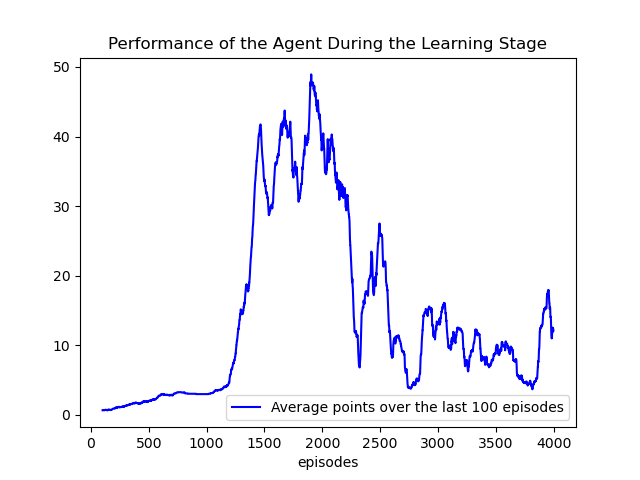 Performance of the Agent During the Learning Stage
50
40
30
20
10
0
Average points over the last 100 episodes
0 500 1000 1500 2000 2500 3000 3500 4000
episodes